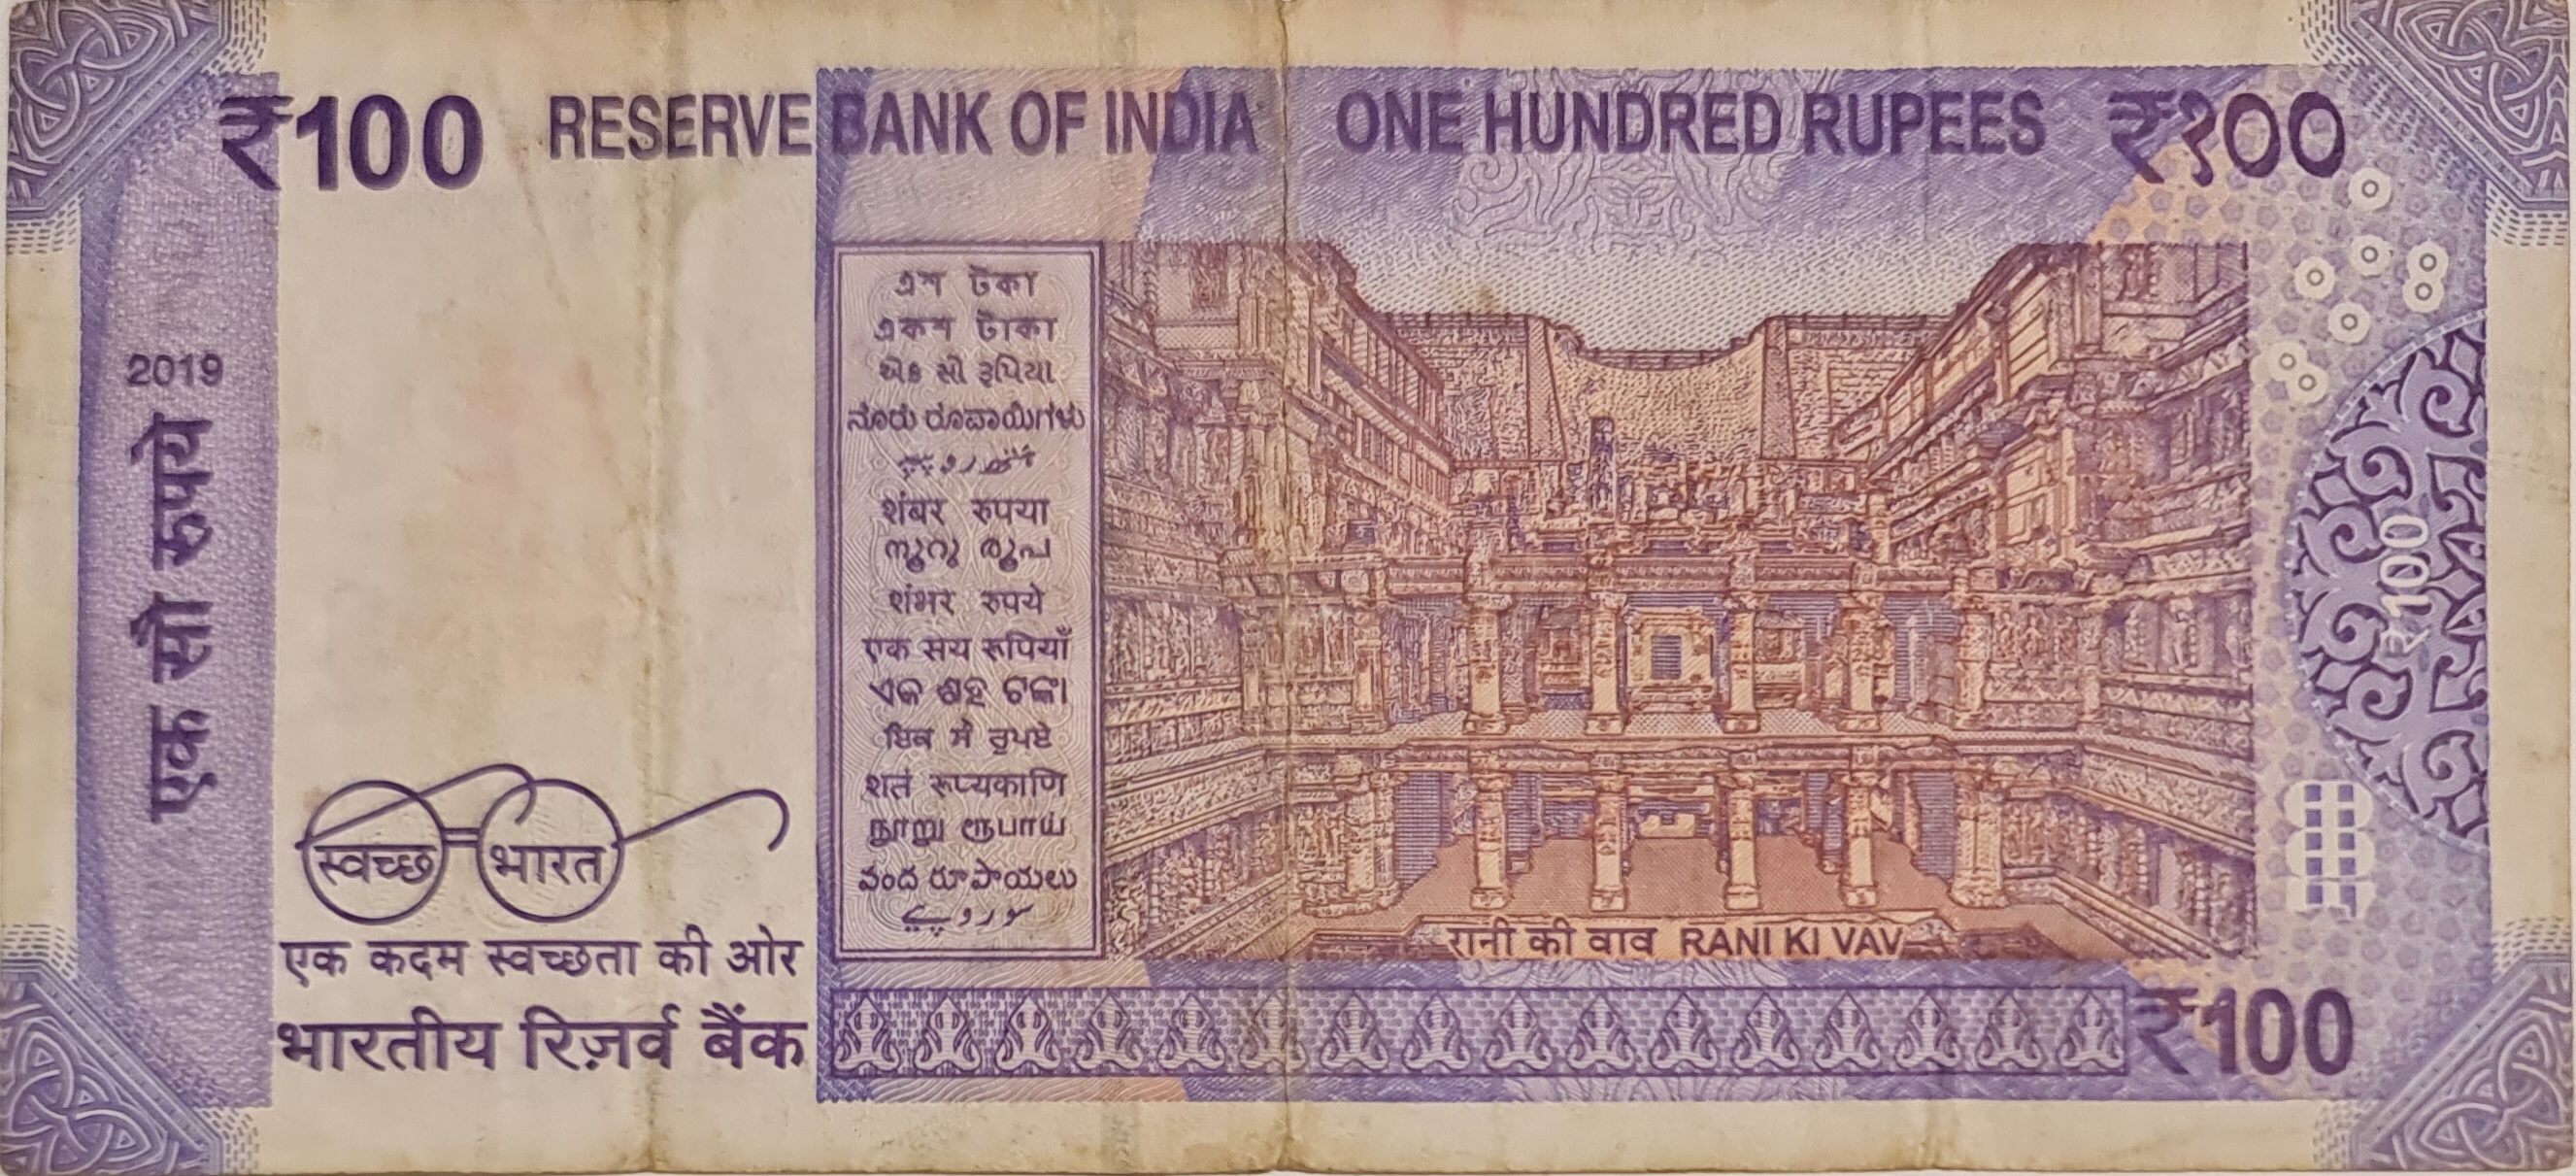 ₹100 RESERVE BANK OF INDIA ONE HUNDRED RUPEES ₹१००
2019
एक सौ रुपये
এশ টকা
একশ টাকা
એક સો રૂપિયા
ನೂರು ರೂಪಾಯಿಗಳು
शंबर रुपया
നൂറു രൂപ
शंभर रुपये
एक सय रुपियाँ
ଏକ ଶହ ଟଙ୍କା
ਇਕ ਸੌ ਰੁਪਏ
शतं रूप्यकाणि
நூறு ரூபாய்
వంద రూపాయలు
سو روپیے
₹100
स्वच्छ भारत
एक कदम स्वच्छता की ओर
भारतीय रिज़र्व बैंक
रानी की वाव RANI KI VAV
₹100